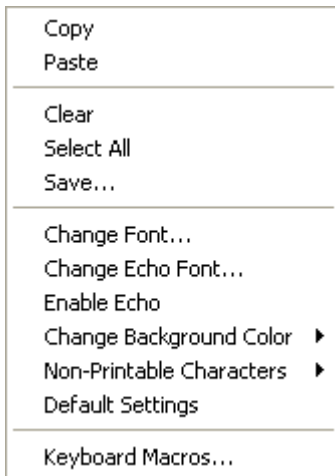 Copy
Paste
Clear
Select All
Save...
Change Font...
Change Echo Font...
Enable Echo
Change Background Color
Non-Printable Characters
Default Settings
Keyboard Macros...